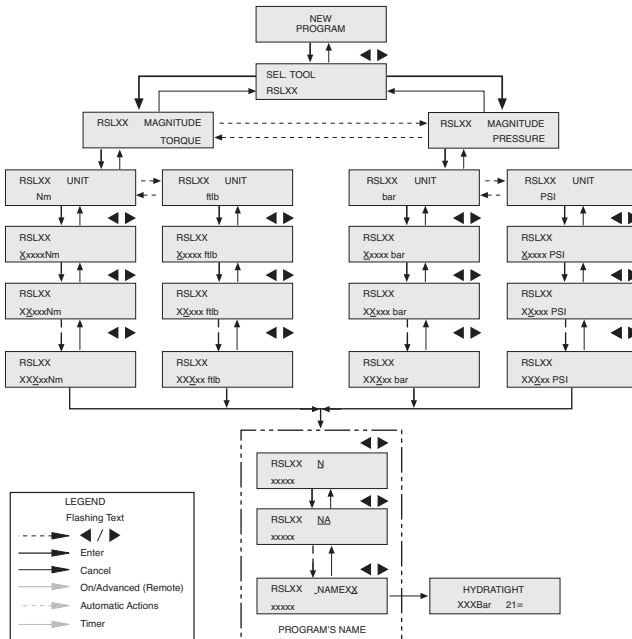 NEW
PROGRAM
SEL. TOOL
RSLXX
RSLXX MAGNITUDE
TORQUE
RSLXX MAGNITUDE
PRESSURE
RSLXX UNIT
Nm
RSLXX UNIT
ftlb
RSLXX UNIT
bar
RSLXX UNIT
PSI
RSLXX
XxxxxNm
RSLXX
Xxxxx ftlb
RSLXX
Xxxxx bar
RSLXX
Xxxxx PSI
RSLXX
XXxxxNm
RSLXX
XXxxx ftlb
RSLXX
XXxxx bar
RSLXX
XXxxx PSI
RSLXX
XXXxxNm
RSLXX
XXXxx ftlb
RSLXX
XXXxx bar
RSLXX
XXXxx PSI
RSLXX N
xxxxx
RSLXX NA
xxxxx
RSLXX _NAMEXX
xxxxx
PROGRAM'S NAME
HYDRATIGHT
XXXBar 21∞
LEGEND
Flashing Text
◀ / ▶
Enter
Cancel
On/Advanced (Remote)
Automatic Actions
Timer